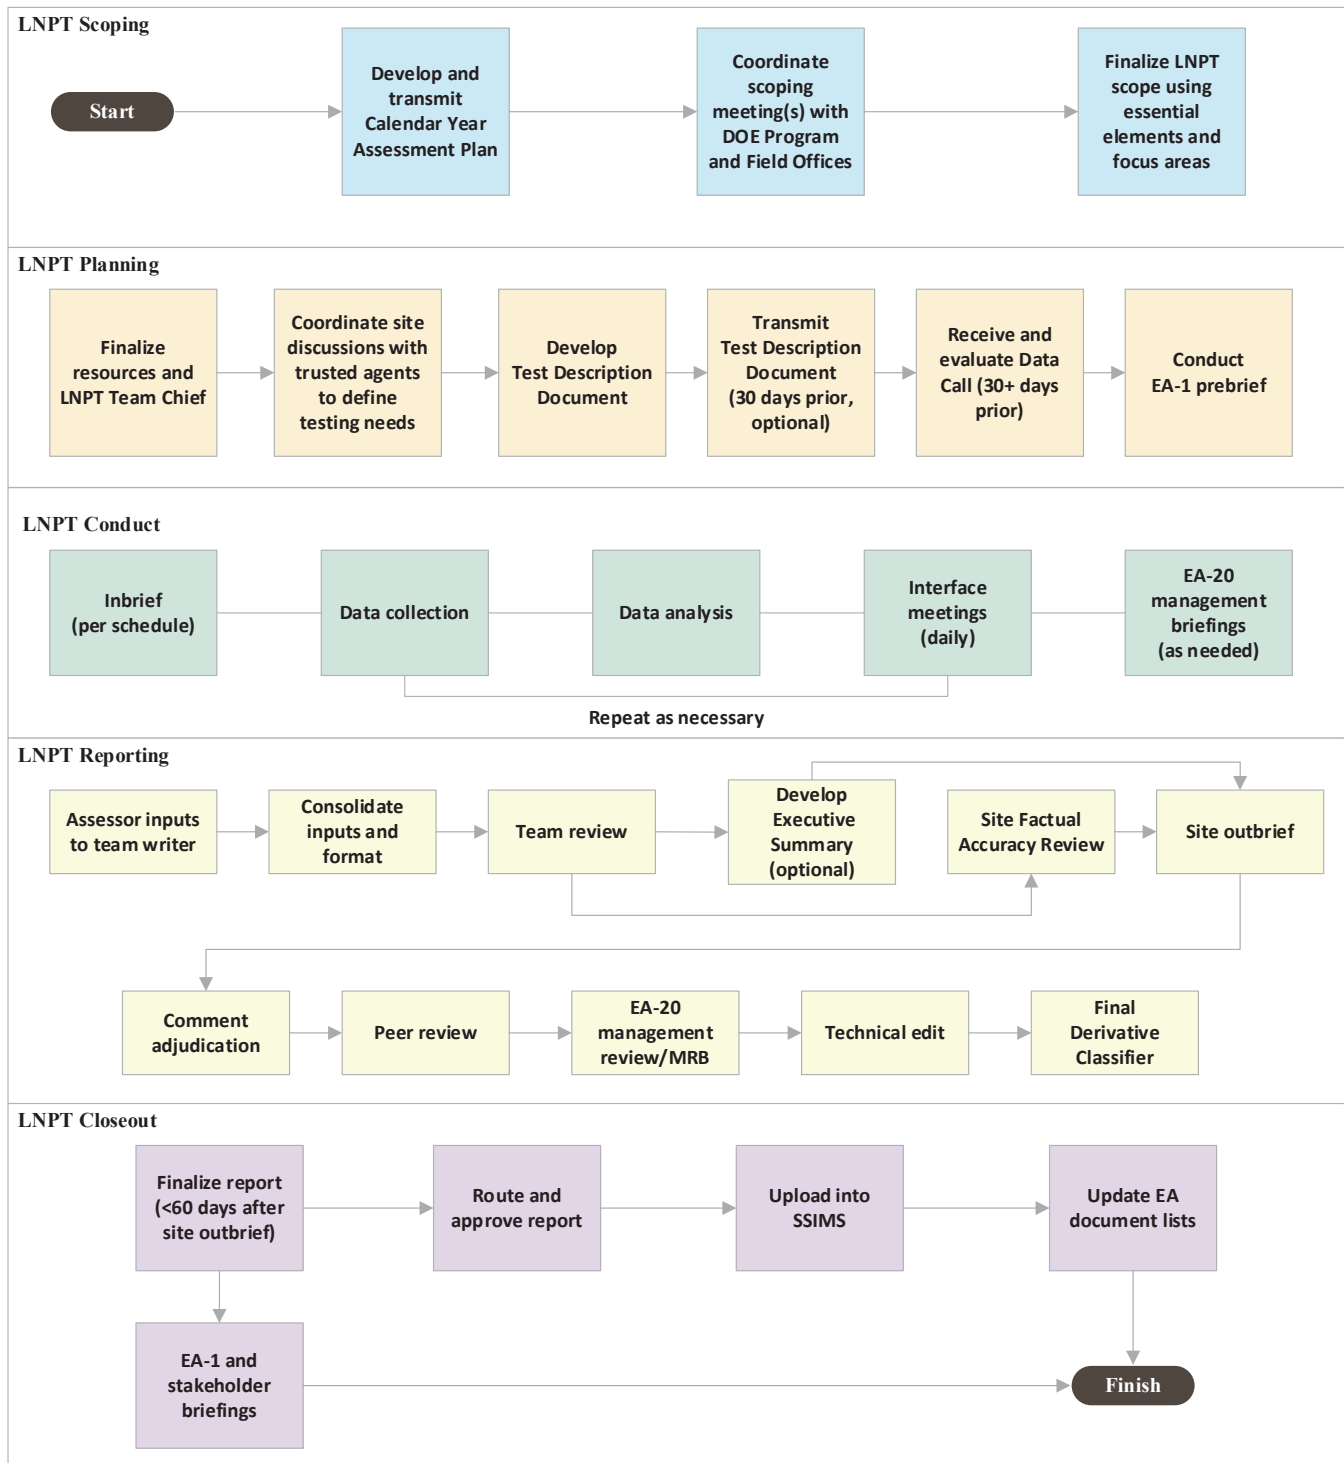 LNPT Scoping
Start
Develop and
transmit
Calendar Year
Assessment Plan
Coordinate
scoping
meeting(s) with
DOE Program
and Field Offices
Finalize LNPT
scope using
essential
elements and
focus areas
LNPT Planning
Finalize
resources and
LNPT Team Chief
Coordinate site
discussions with
trusted agents
to define
testing needs
Develop
Test Description
Document
Transmit
Test Description
Document
(30 days prior,
optional)
Receive and
evaluate Data
Call (30+ days
prior)
Conduct
EA-1 prebrief
LNPT Conduct
Inbrief
(per schedule)
Data collection
Data analysis
Interface
meetings
(daily)
EA-20
management
briefings
(as needed)
Repeat as necessary
LNPT Reporting
Assessor inputs
to team writer
Consolidate
inputs and
format
Team review
Develop
Executive
Summary
(optional)
Site Factual
Accuracy Review
Site outbrief
Comment
adjudication
Peer review
EA-20
management
review/MRB
Technical edit
Final
Derivative
Classifier
LNPT Closeout
Finalize report
(<60 days after
site outbrief)
Route and
approve report
Upload into
SSIMS
Update EA
document lists
EA-1 and
stakeholder
briefings
Finish